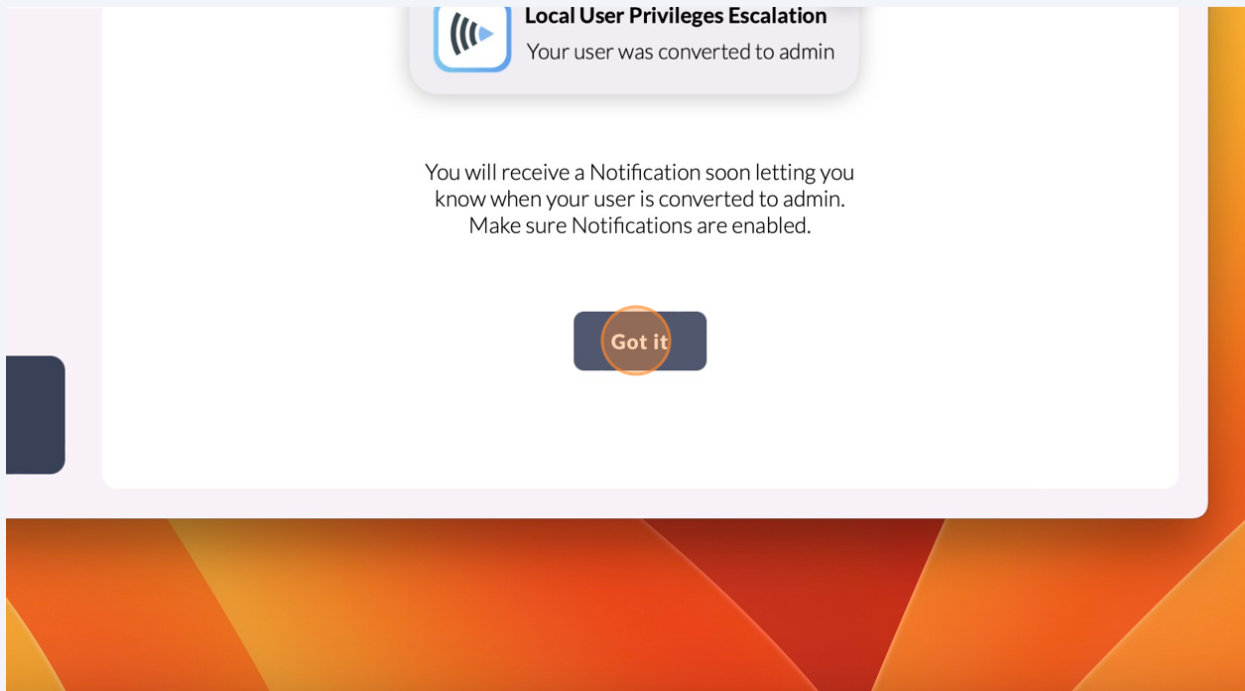 Local User Privileges Escalation
Your user was converted to admin
You will receive a Notification soon letting you
know when your user is converted to admin.
Make sure Notifications are enabled.
Got it